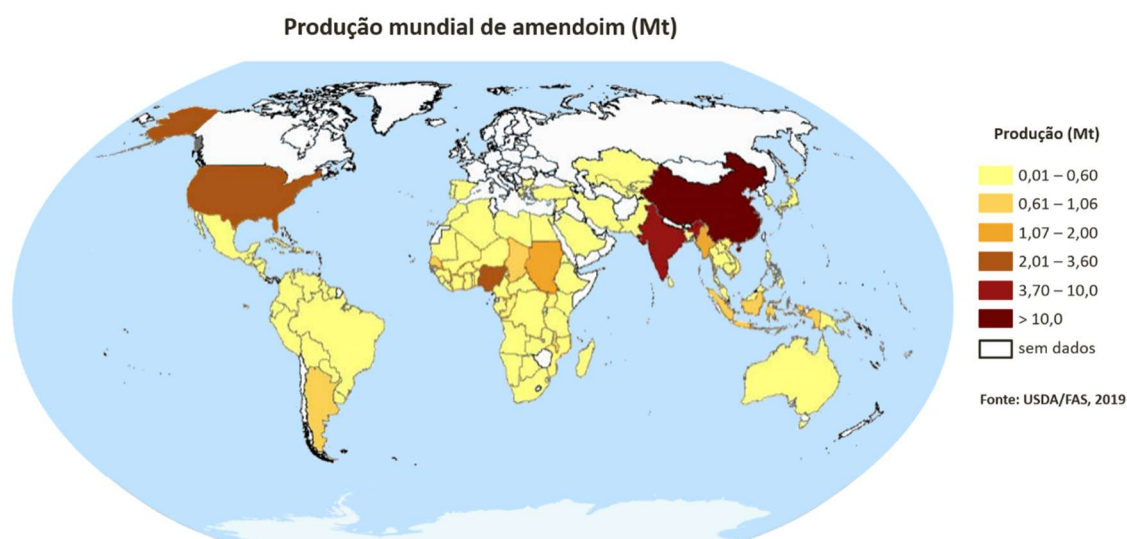 Produção mundial de amendoim (Mt)
Produção (Mt)
0,01 – 0,60
0,61 – 1,06
1,07 – 2,00
2,01 – 3,60
3,70 – 10,0
> 10,0
sem dados
Fonte: USDA/FAS, 2019